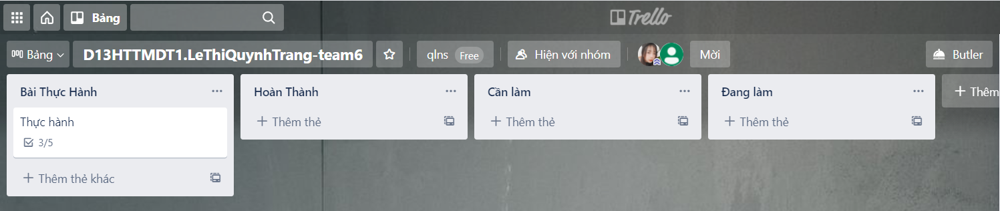 Bảng
Trello
Bảng
D13HTTMDT1.LeThiQuynhTrang-team6
qlns Free
Hiện với nhóm
Mời
Butler
Bài Thực Hành
Thực hành
3/5
+ Thêm thẻ khác
Hoàn Thành
+ Thêm thẻ
Cần làm
+ Thêm thẻ
Đang làm
+ Thêm thẻ
+ Thêm